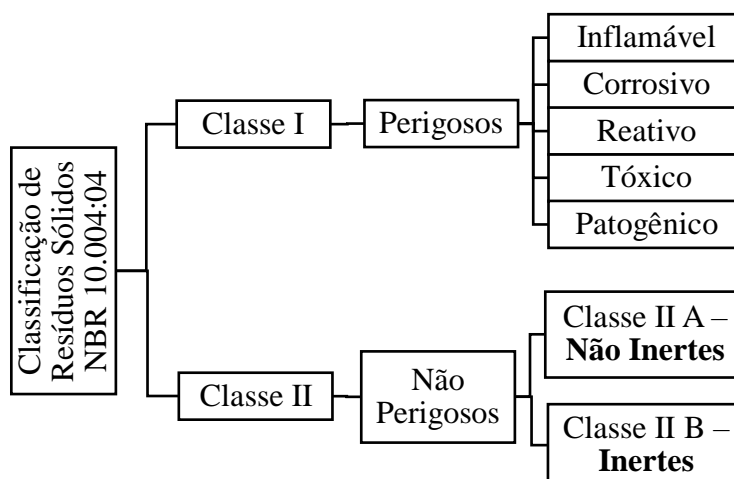 Classificação de
Resíduos Sólidos
NBR 10.004:04
Classe I
Perigosos
Inflamável
Corrosivo
Reativo
Tóxico
Patogênico
Classe II
Não
Perigosos
Classe II A –
Não Inertes
Classe II B –
Inertes